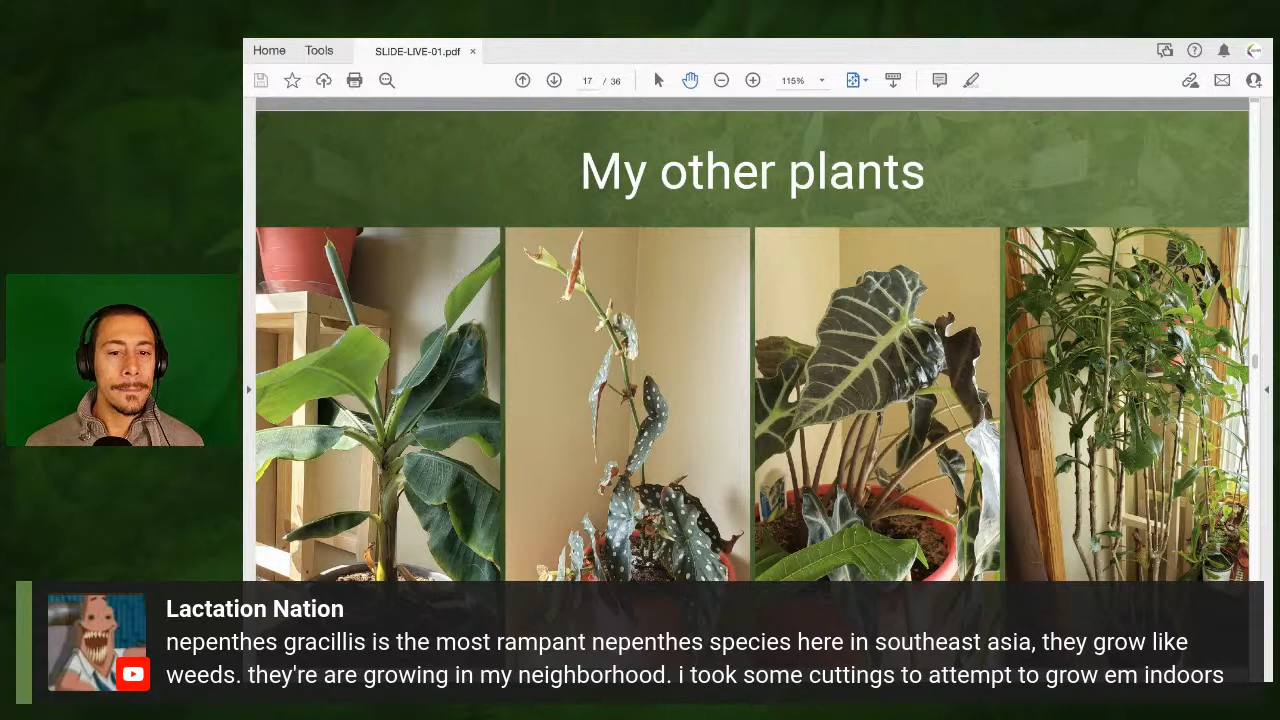 Home Tools SLIDE-LIVE-01.pdf ×
17 / 36 115%
My other plants
Lactation Nation
nepenthes gracillis is the most rampant nepenthes species here in southeast asia, they grow like
weeds. they're are growing in my neighborhood. i took some cuttings to attempt to grow em indoors